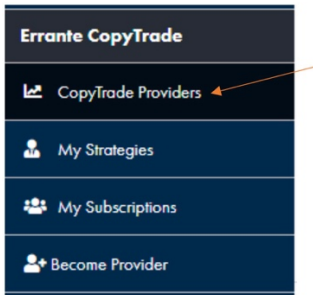 Errante CopyTrade
CopyTrade Providers
My Strategies
My Subscriptions
Become Provider